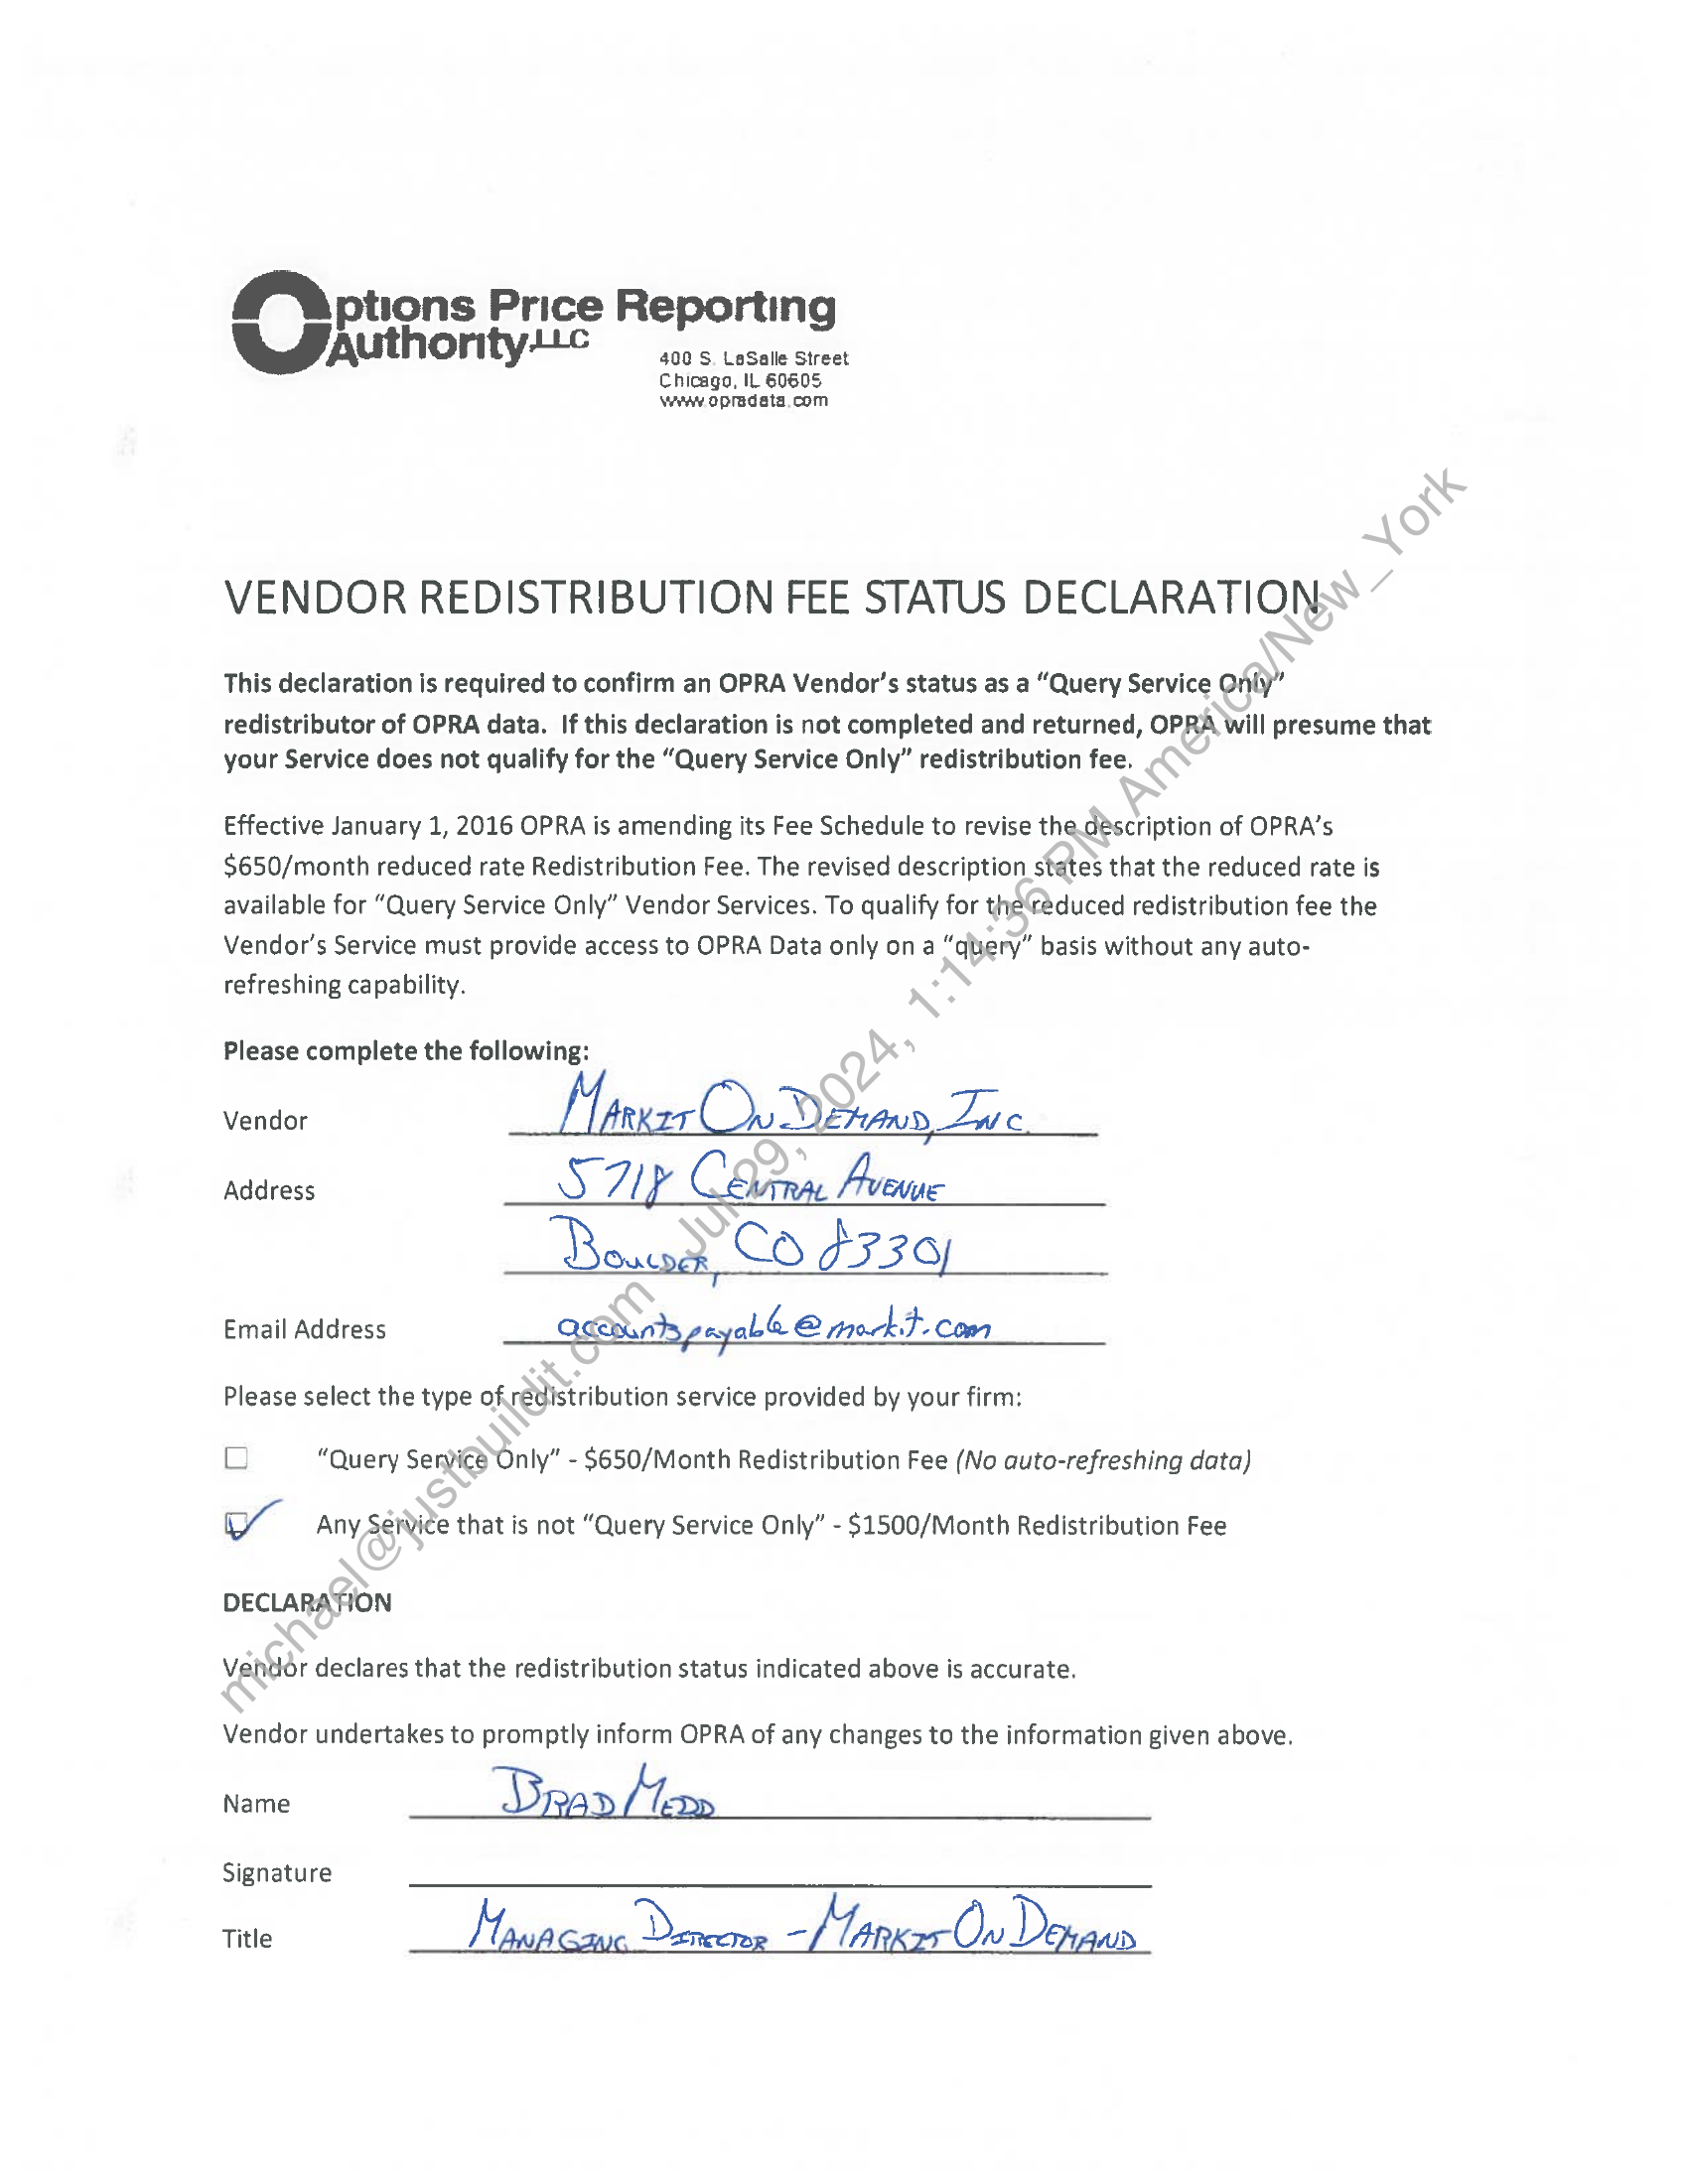 Options Price Reporting
Authority, LLC
400 S. LaSalle Street
Chicago, IL 60605
www.opradata.com
VENDOR REDISTRIBUTION FEE STATUS DECLARATION
This declaration is required to confirm an OPRA Vendor's status as a "Query Service Only"
redistributor of OPRA data. If this declaration is not completed and returned, OPRA will presume that
your Service does not qualify for the "Query Service Only" redistribution fee.
Effective January 1, 2016 OPRA is amending its Fee Schedule to revise the description of OPRA's
$650/month reduced rate Redistribution Fee. The revised description states that the reduced rate is
available for "Query Service Only" Vendor Services. To qualify for the reduced redistribution fee the
Vendor's Service must provide access to OPRA Data only on a "query" basis without any auto-
refreshing capability.
Please complete the following:
Vendor MARKIT ON DEMAND, INC.
Address 5718 CENTRAL AVENUE
BOULDER, CO 83301
Email Address accountspayable@markit.com
Please select the type of redistribution service provided by your firm:
"Query Service Only" - $650/Month Redistribution Fee (No auto-refreshing data)
Any Service that is not "Query Service Only" - $1500/Month Redistribution Fee
DECLARATION
Vendor declares that the redistribution status indicated above is accurate.
Vendor undertakes to promptly inform OPRA of any changes to the information given above.
Name BRAD MEDD
Signature
Title MANAGING DIRECTOR - MARKIT ON DEMAND
michael@justbuildit.com Jul 29, 2024, 1:14:36 PM America/New_York